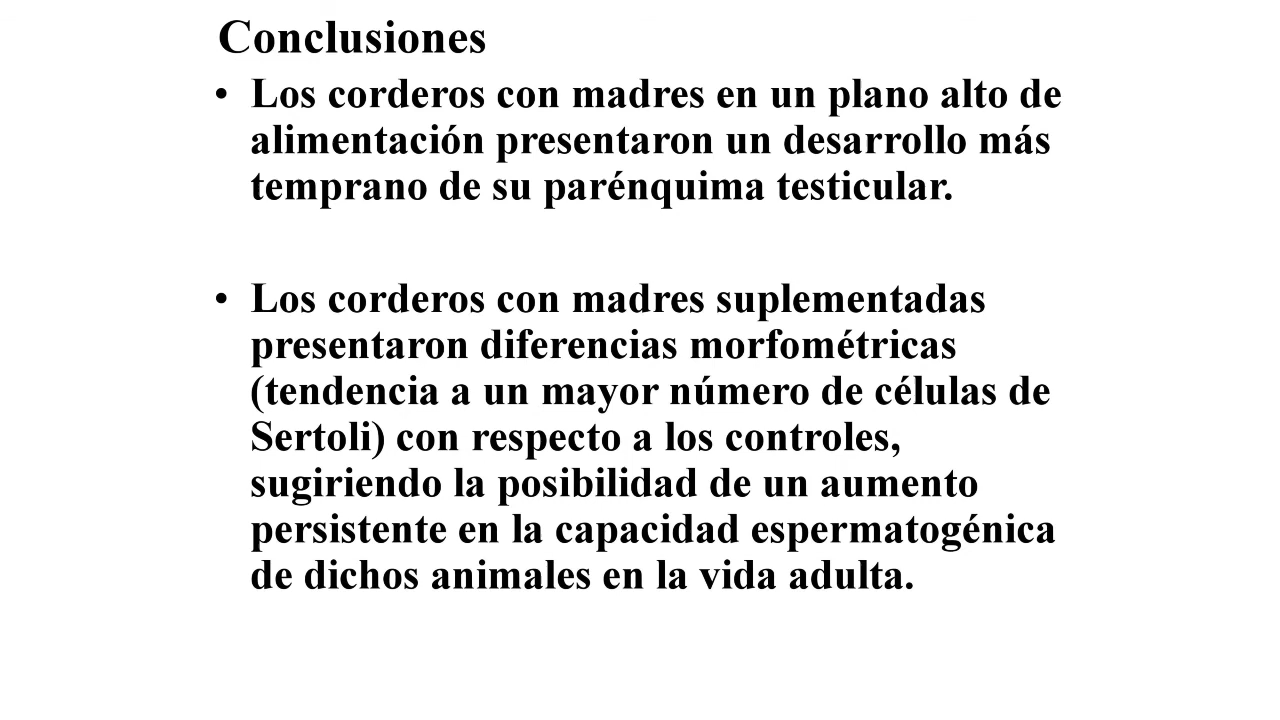 Conclusiones
• Los corderos con madres en un plano alto de
alimentación presentaron un desarrollo más
temprano de su parénquima testicular.
• Los corderos con madres suplementadas
presentaron diferencias morfométricas
(tendencia a un mayor número de células de
Sertoli) con respecto a los controles,
sugiriendo la posibilidad de un aumento
persistente en la capacidad espermatogénica
de dichos animales en la vida adulta.